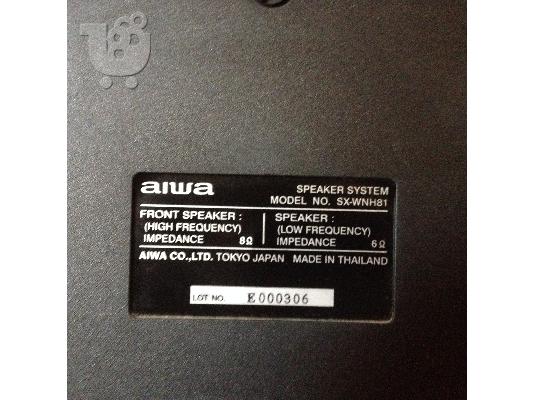 aiwa
SPEAKER SYSTEM
MODEL NO. SX-WNH81
FRONT SPEAKER :
(HIGH FREQUENCY)
IMPEDANCE 8Ω
SPEAKER :
(LOW FREQUENCY)
IMPEDANCE 6Ω
AIWA CO.,LTD. TOKYO JAPAN MADE IN THAILAND
LOT NO. E000306